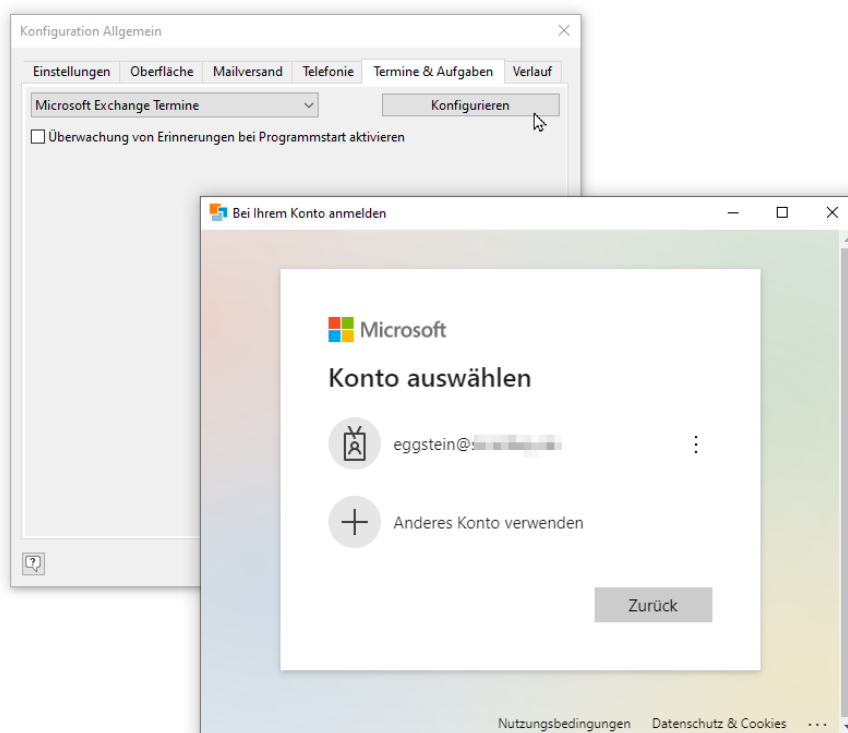 Konfiguration Allgemein
Einstellungen Oberfläche Mailversand Telefonie Termine & Aufgaben Verlauf
Microsoft Exchange Termine Konfigurieren
Überwachung von Erinnerungen bei Programmstart aktivieren
Bei Ihrem Konto anmelden
Microsoft
Konto auswählen
eggstein@
Anderes Konto verwenden
Zurück
Nutzungsbedingungen Datenschutz & Cookies ...